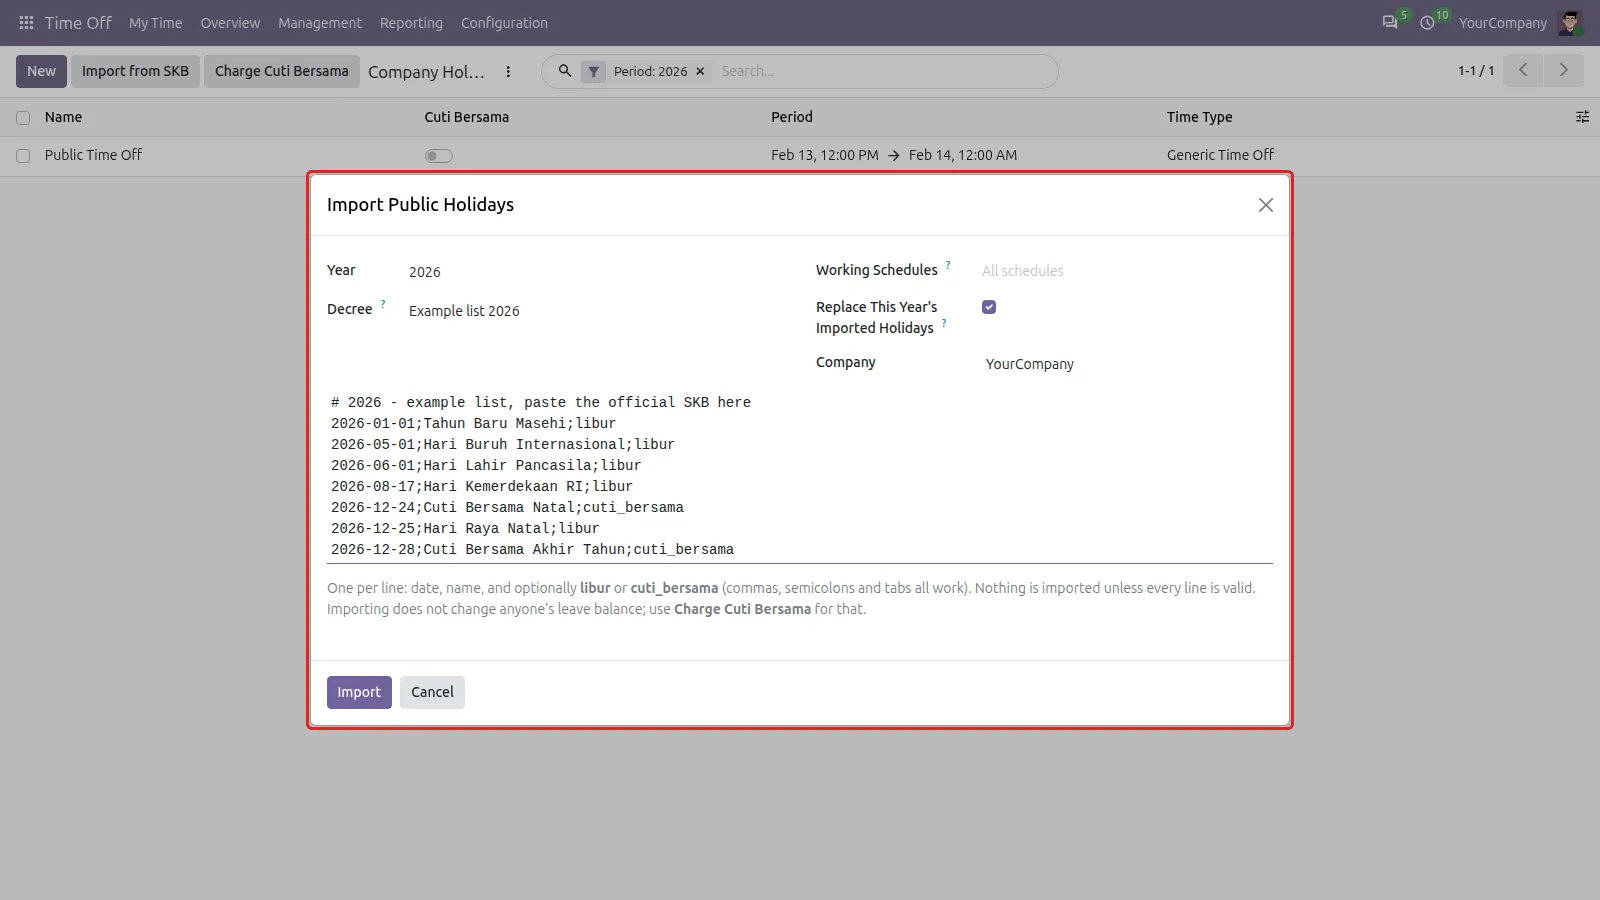 Time Off My Time Overview Management Reporting Configuration 5 10 YourCompany
New Import from SKB Charge Cuti Bersama Company Hol... Period: 2026 Search... 1-1 / 1
Name Cuti Bersama Period Time Type
Public Time Off Feb 13, 12:00 PM → Feb 14, 12:00 AM Generic Time Off
Import Public Holidays
Year 2026
Decree ? Example list 2026
Working Schedules ? All schedules
Replace This Year's
Imported Holidays ?
Company YourCompany
# 2026 - example list, paste the official SKB here
2026-01-01;Tahun Baru Masehi;libur
2026-05-01;Hari Buruh Internasional;libur
2026-06-01;Hari Lahir Pancasila;libur
2026-08-17;Hari Kemerdekaan RI;libur
2026-12-24;Cuti Bersama Natal;cuti_bersama
2026-12-25;Hari Raya Natal;libur
2026-12-28;Cuti Bersama Akhir Tahun;cuti_bersama
One per line: date, name, and optionally libur or cuti_bersama (commas, semicolons and tabs all work). Nothing is imported unless every line is valid.
Importing does not change anyone's leave balance; use Charge Cuti Bersama for that.
Import Cancel